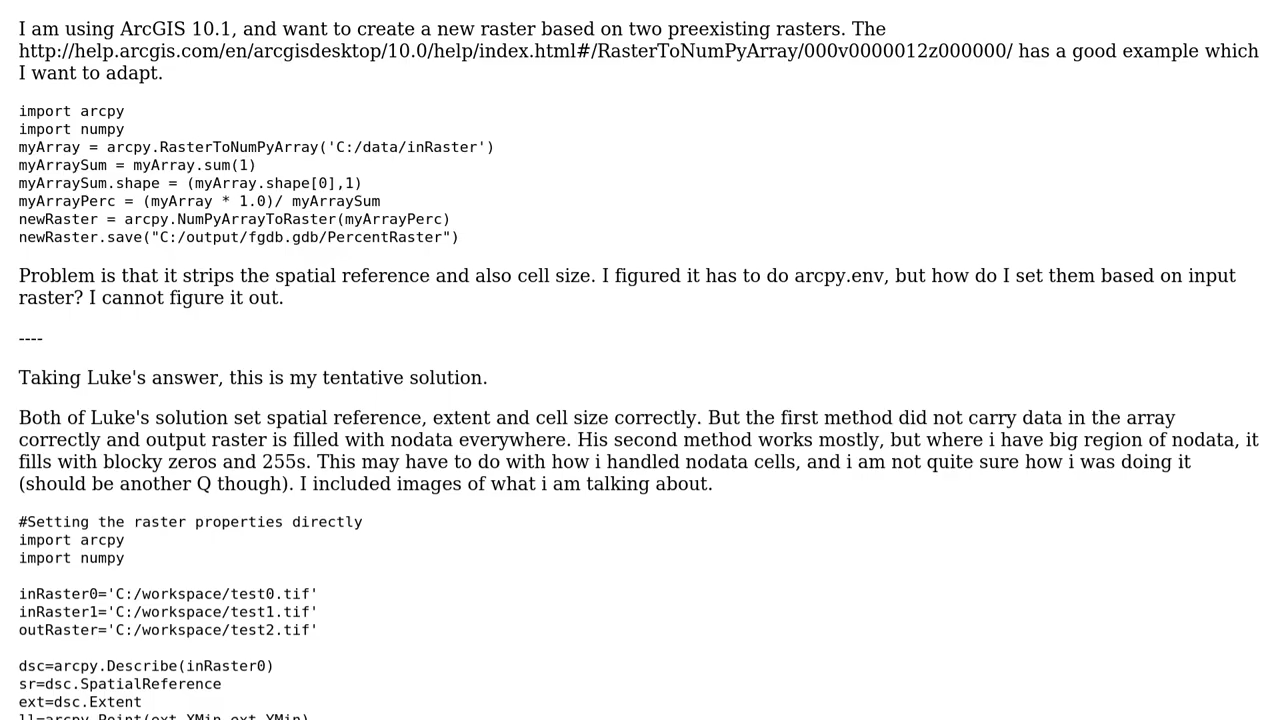 I am using ArcGIS 10.1, and want to create a new raster based on two preexisting rasters. The
http://help.arcgis.com/en/arcgisdesktop/10.0/help/index.html#/RasterToNumPyArray/000v0000012z000000/ has a good example which
I want to adapt.
import arcpy
import numpy
myArray = arcpy.RasterToNumPyArray('C:/data/inRaster')
myArraySum = myArray.sum(1)
myArraySum.shape = (myArray.shape[0],1)
myArrayPerc = (myArray * 1.0)/ myArraySum
newRaster = arcpy.NumPyArrayToRaster(myArrayPerc)
newRaster.save("C:/output/fgdb.gdb/PercentRaster")
Problem is that it strips the spatial reference and also cell size. I figured it has to do arcpy.env, but how do I set them based on input
raster? I cannot figure it out.
----
Taking Luke's answer, this is my tentative solution.
Both of Luke's solution set spatial reference, extent and cell size correctly. But the first method did not carry data in the array
correctly and output raster is filled with nodata everywhere. His second method works mostly, but where i have big region of nodata, it
fills with blocky zeros and 255s. This may have to do with how i handled nodata cells, and i am not quite sure how i was doing it
(should be another Q though). I included images of what i am talking about.
#Setting the raster properties directly
import arcpy
import numpy
inRaster0='C:/workspace/test0.tif'
inRaster1='C:/workspace/test1.tif'
outRaster='C:/workspace/test2.tif'
dsc=arcpy.Describe(inRaster0)
sr=dsc.SpatialReference
ext=dsc.Extent
ll=arcpy.Point(ext.XMin,ext.YMin)